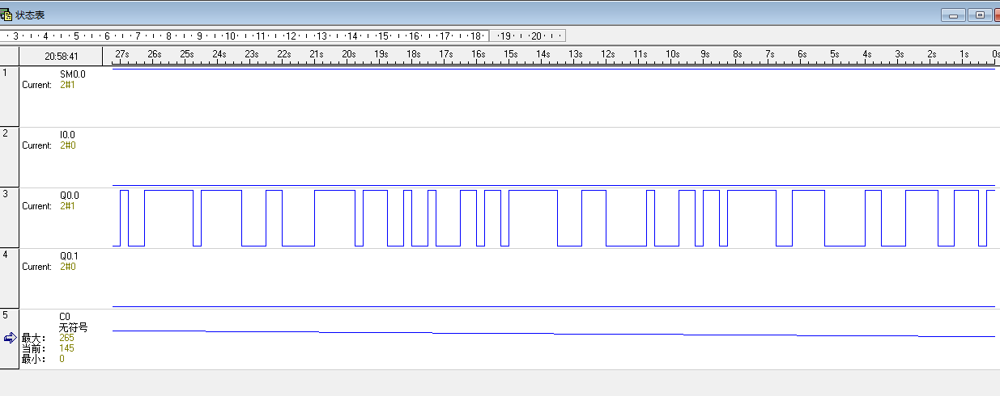 状态表
3 4 5 6 7 8 9 10 11 12 13 14 15 16 17 18 19 20
20:58:41 27s 26s 25s 24s 23s 22s 21s 20s 19s 18s 17s 16s 15s 14s 13s 12s 11s 10s 9s 8s 7s 6s 5s 4s 3s 2s 1s 0s
1 SM0.0
Current: 2#1
2 I0.0
Current: 2#0
3 Q0.0
Current: 2#1
4 Q0.1
Current: 2#0
5 C0
无符号
最大: 265
当前: 145
最小: 0